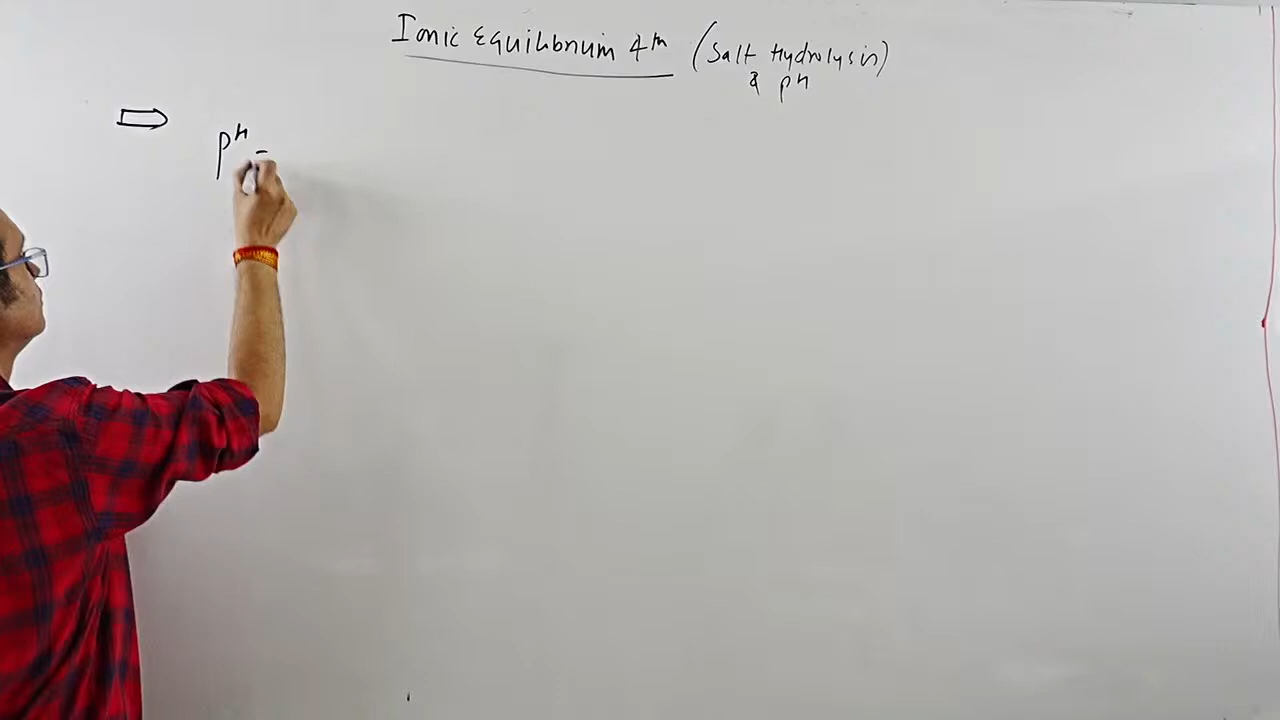 Ionic Equilibrium 4th (Salt Hydrolysis)
& pH
⇒ pH -